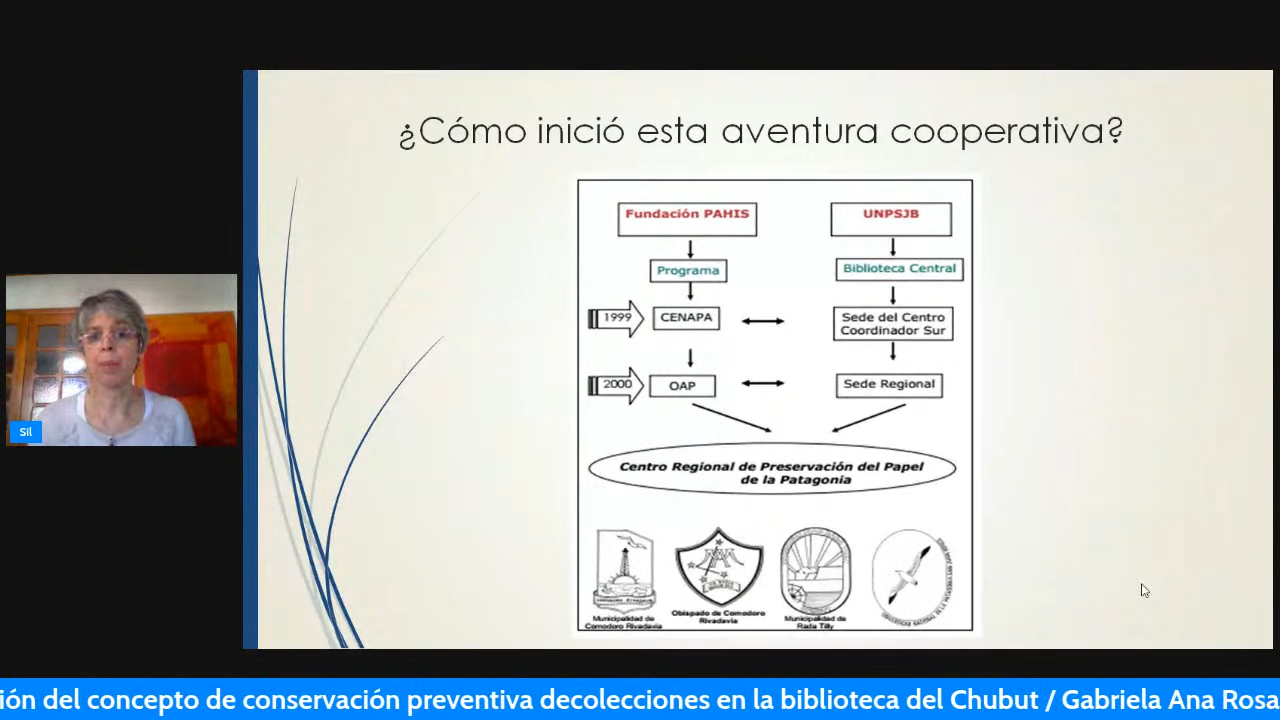 ¿Cómo inició esta aventura cooperativa?
Fundación PAHIS
UNPSJB
Programa
Biblioteca Central
1999
CENAPA
Sede del Centro
Coordinador Sur
2000
OAP
Sede Regional
Centro Regional de Preservación del Papel
de la Patagonia
Municipalidad de
Comodoro Rivadavia
Obispado de Comodoro
Rivadavia
Municipalidad de
Rada Tilly
Sil
ión del concepto de conservación preventiva decolecciones en la biblioteca del Chubut / Gabriela Ana Rosa